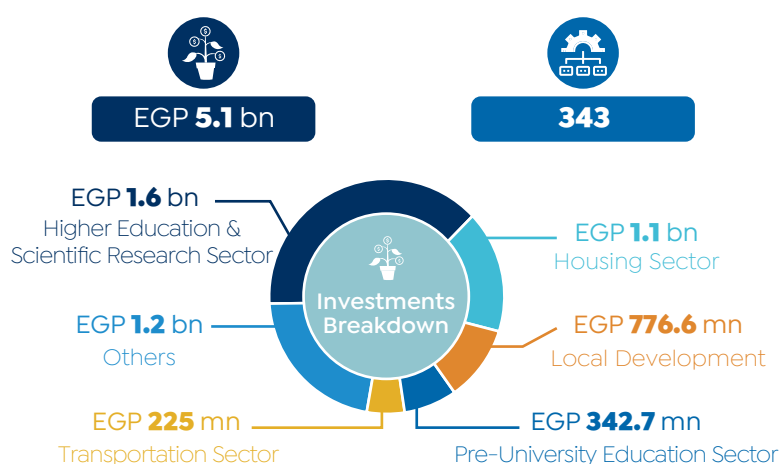 EGP 5.1 bn
343
EGP 1.6 bn
Higher Education &
Scientific Research Sector
EGP 1.1 bn
Housing Sector
Investments
Breakdown
EGP 1.2 bn
Others
EGP 776.6 mn
Local Development
EGP 225 mn
Transportation Sector
EGP 342.7 mn
Pre-University Education Sector